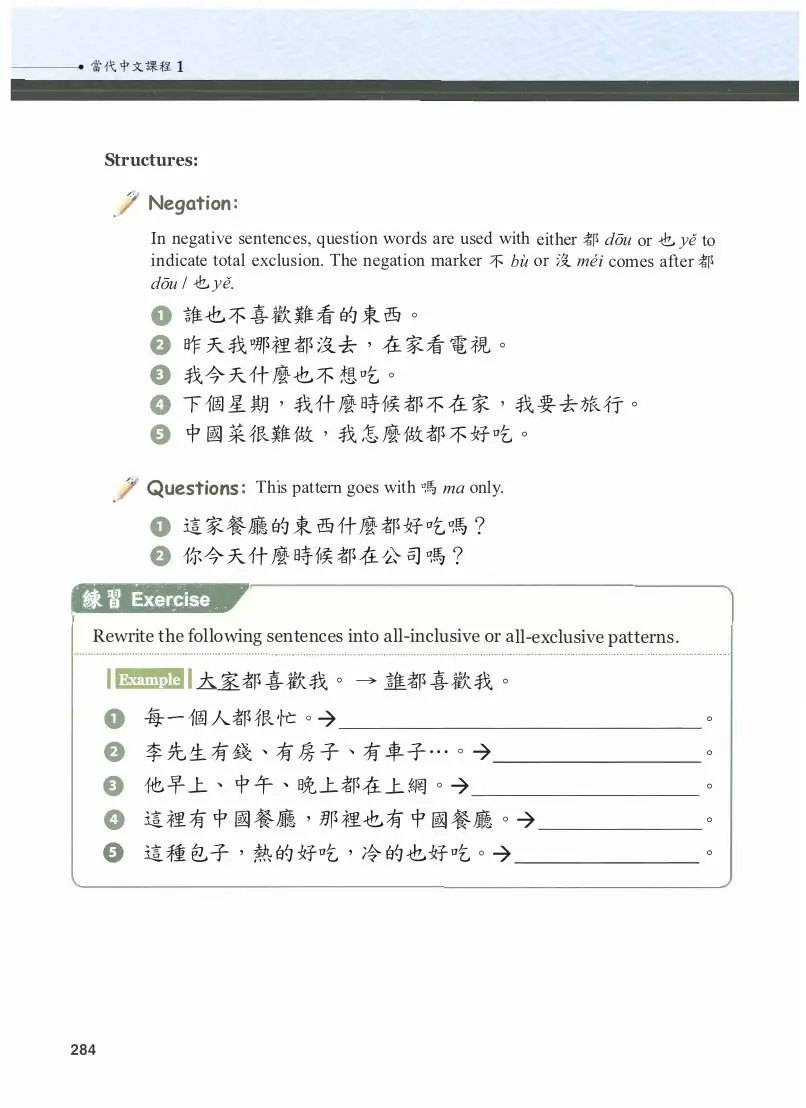 當代中文課程 1
Structures:
Negation:
In negative sentences, question words are used with either 都 dōu or 也 yě to
indicate total exclusion. The negation marker 不 bù or 沒 méi comes after 都
dōu / 也 yě.
1 誰也不喜歡難看的東西。
2 昨天我哪裡都沒去，在家看電視。
3 我今天什麼也不想吃。
4 下個星期，我什麼時候都不在家，我要去旅行。
5 中國菜很難做，我怎麼做都不好吃。
Questions: This pattern goes with 嗎 ma only.
1 這家餐廳的東西什麼都好吃嗎？
2 你今天什麼時候都在公司嗎？
練習 Exercise
Rewrite the following sentences into all-inclusive or all-exclusive patterns.
Example 大家都喜歡我。→ 誰都喜歡我。
1 每一個人都很忙。→________________。
2 李先生有錢、有房子、有車子…。→________________。
3 他早上、中午、晚上都在上網。→________________。
4 這裡有中國餐廳，那裡也有中國餐廳。→________________。
5 這種包子，熱的好吃，冷的也好吃。→________________。
284